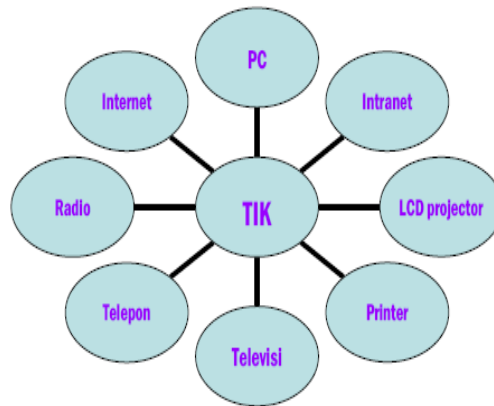 PC
Internet
Intranet
Radio
TIK
LCD projector
Telepon
Printer
Televisi